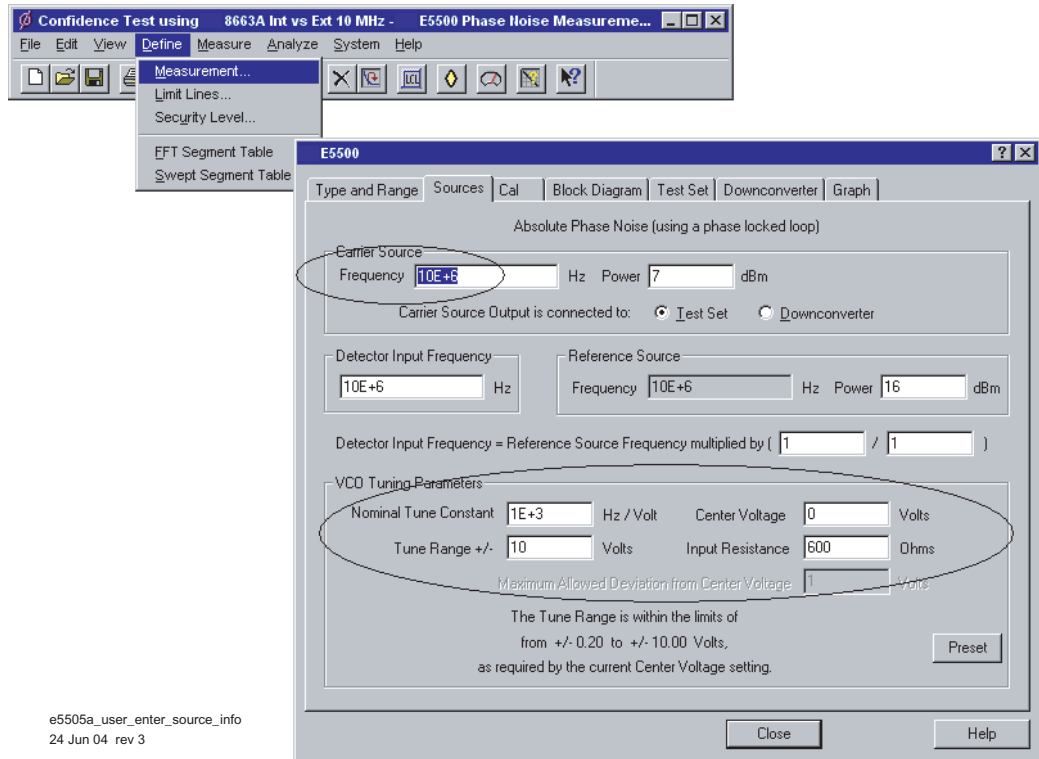 Confidence Test using 8663A Int vs Ext 10 MHz - E5500 Phase Noise Measureme...
File Edit View Define Measure Analyze System Help
Measurement...
Limit Lines...
Security Level...
FFT Segment Table
Swept Segment Table
E5500
Type and Range Sources Cal Block Diagram Test Set Downconverter Graph
Absolute Phase Noise (using a phase locked loop)
Carrier Source
Frequency 10E+6 Hz Power 7 dBm
Carrier Source Output is connected to: Test Set Downconverter
Detector Input Frequency
10E+6 Hz
Reference Source
Frequency 10E+6 Hz Power 16 dBm
Detector Input Frequency = Reference Source Frequency multiplied by ( 1 / 1 )
VCO Tuning Parameters
Nominal Tune Constant 1E+3 Hz / Volt Center Voltage 0 Volts
Tune Range +/- 10 Volts Input Resistance 600 Ohms
Maximum Allowed Deviation from Center Voltage 1 Volts
The Tune Range is within the limits of
from +/- 0.20 to +/- 10.00 Volts,
as required by the current Center Voltage setting.
Preset
Close Help
e5505a_user_enter_source_info
24 Jun 04 rev 3